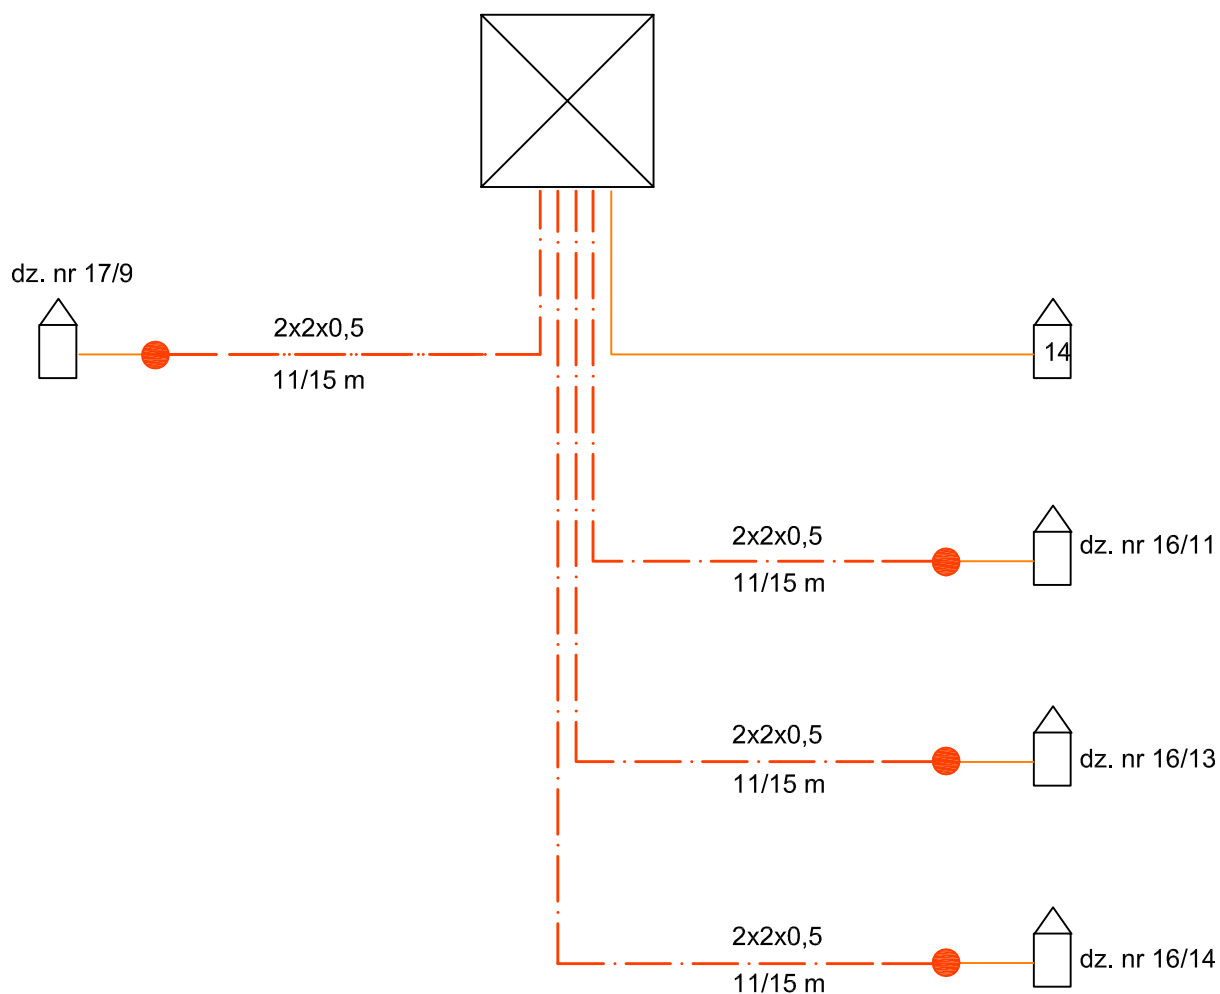 dz. nr 17/9
2x2x0,5
11/15 m
14
2x2x0,5
11/15 m
dz. nr 16/11
2x2x0,5
11/15 m
dz. nr 16/13
2x2x0,5
11/15 m
dz. nr 16/14